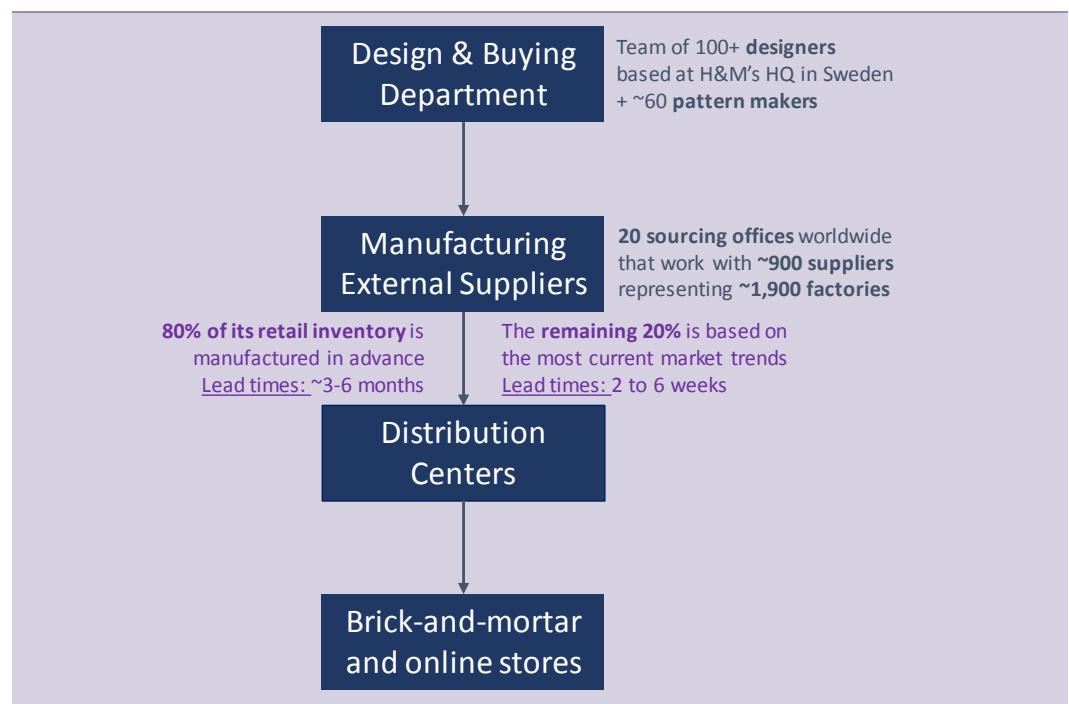 Design & Buying
Department
Team of 100+ designers
based at H&M’s HQ in Sweden
+ ~60 pattern makers
Manufacturing
External Suppliers
20 sourcing offices worldwide
that work with ~900 suppliers
representing ~1,900 factories
80% of its retail inventory is
manufactured in advance
Lead times: ~3-6 months
The remaining 20% is based on
the most current market trends
Lead times: 2 to 6 weeks
Distribution
Centers
Brick-and-mortar
and online stores